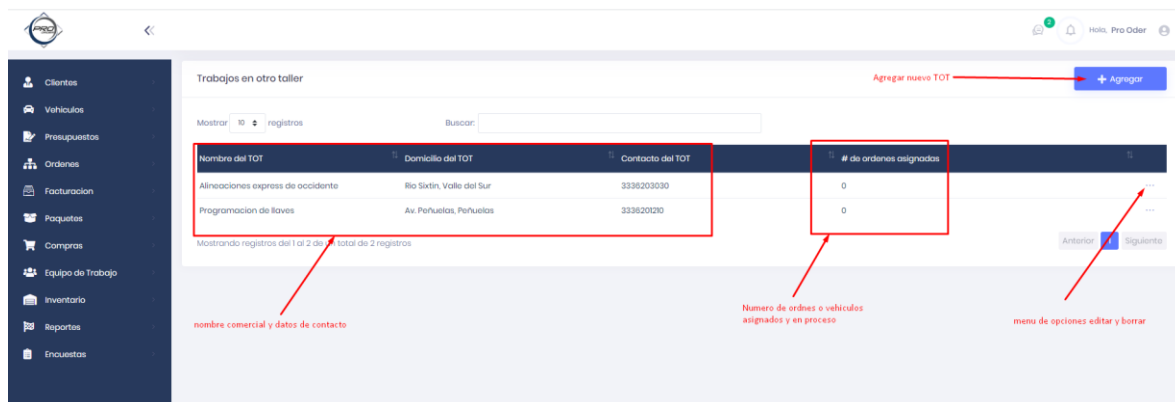 PRO
2
Hola, Pro Oder
Clientes
Vehiculos
Presupuestos
Ordenes
Facturacion
Paquetes
Compras
Equipo de Trabajo
Inventario
Reportes
Encuestas
Trabajos en otro taller
Agregar nuevo TOT
+ Agregar
Mostrar 10 registros
Buscar:
Nombre del TOT Domicilio del TOT Contacto del TOT # de ordenes asignadas
Alineaciones express de occidente Rio Sixtin, Valle del Sur 3336203030 0 ...
Programacion de llaves Av. Peñuelas, Peñuelas 3336201210 0 ...
Mostrando registros del 1 al 2 de un total de 2 registros
Anterior 1 Siguiente
nombre comercial y datos de contacto
Numero de ordnes o vehiculos
asignados y en proceso
menu de opciones editar y borrar